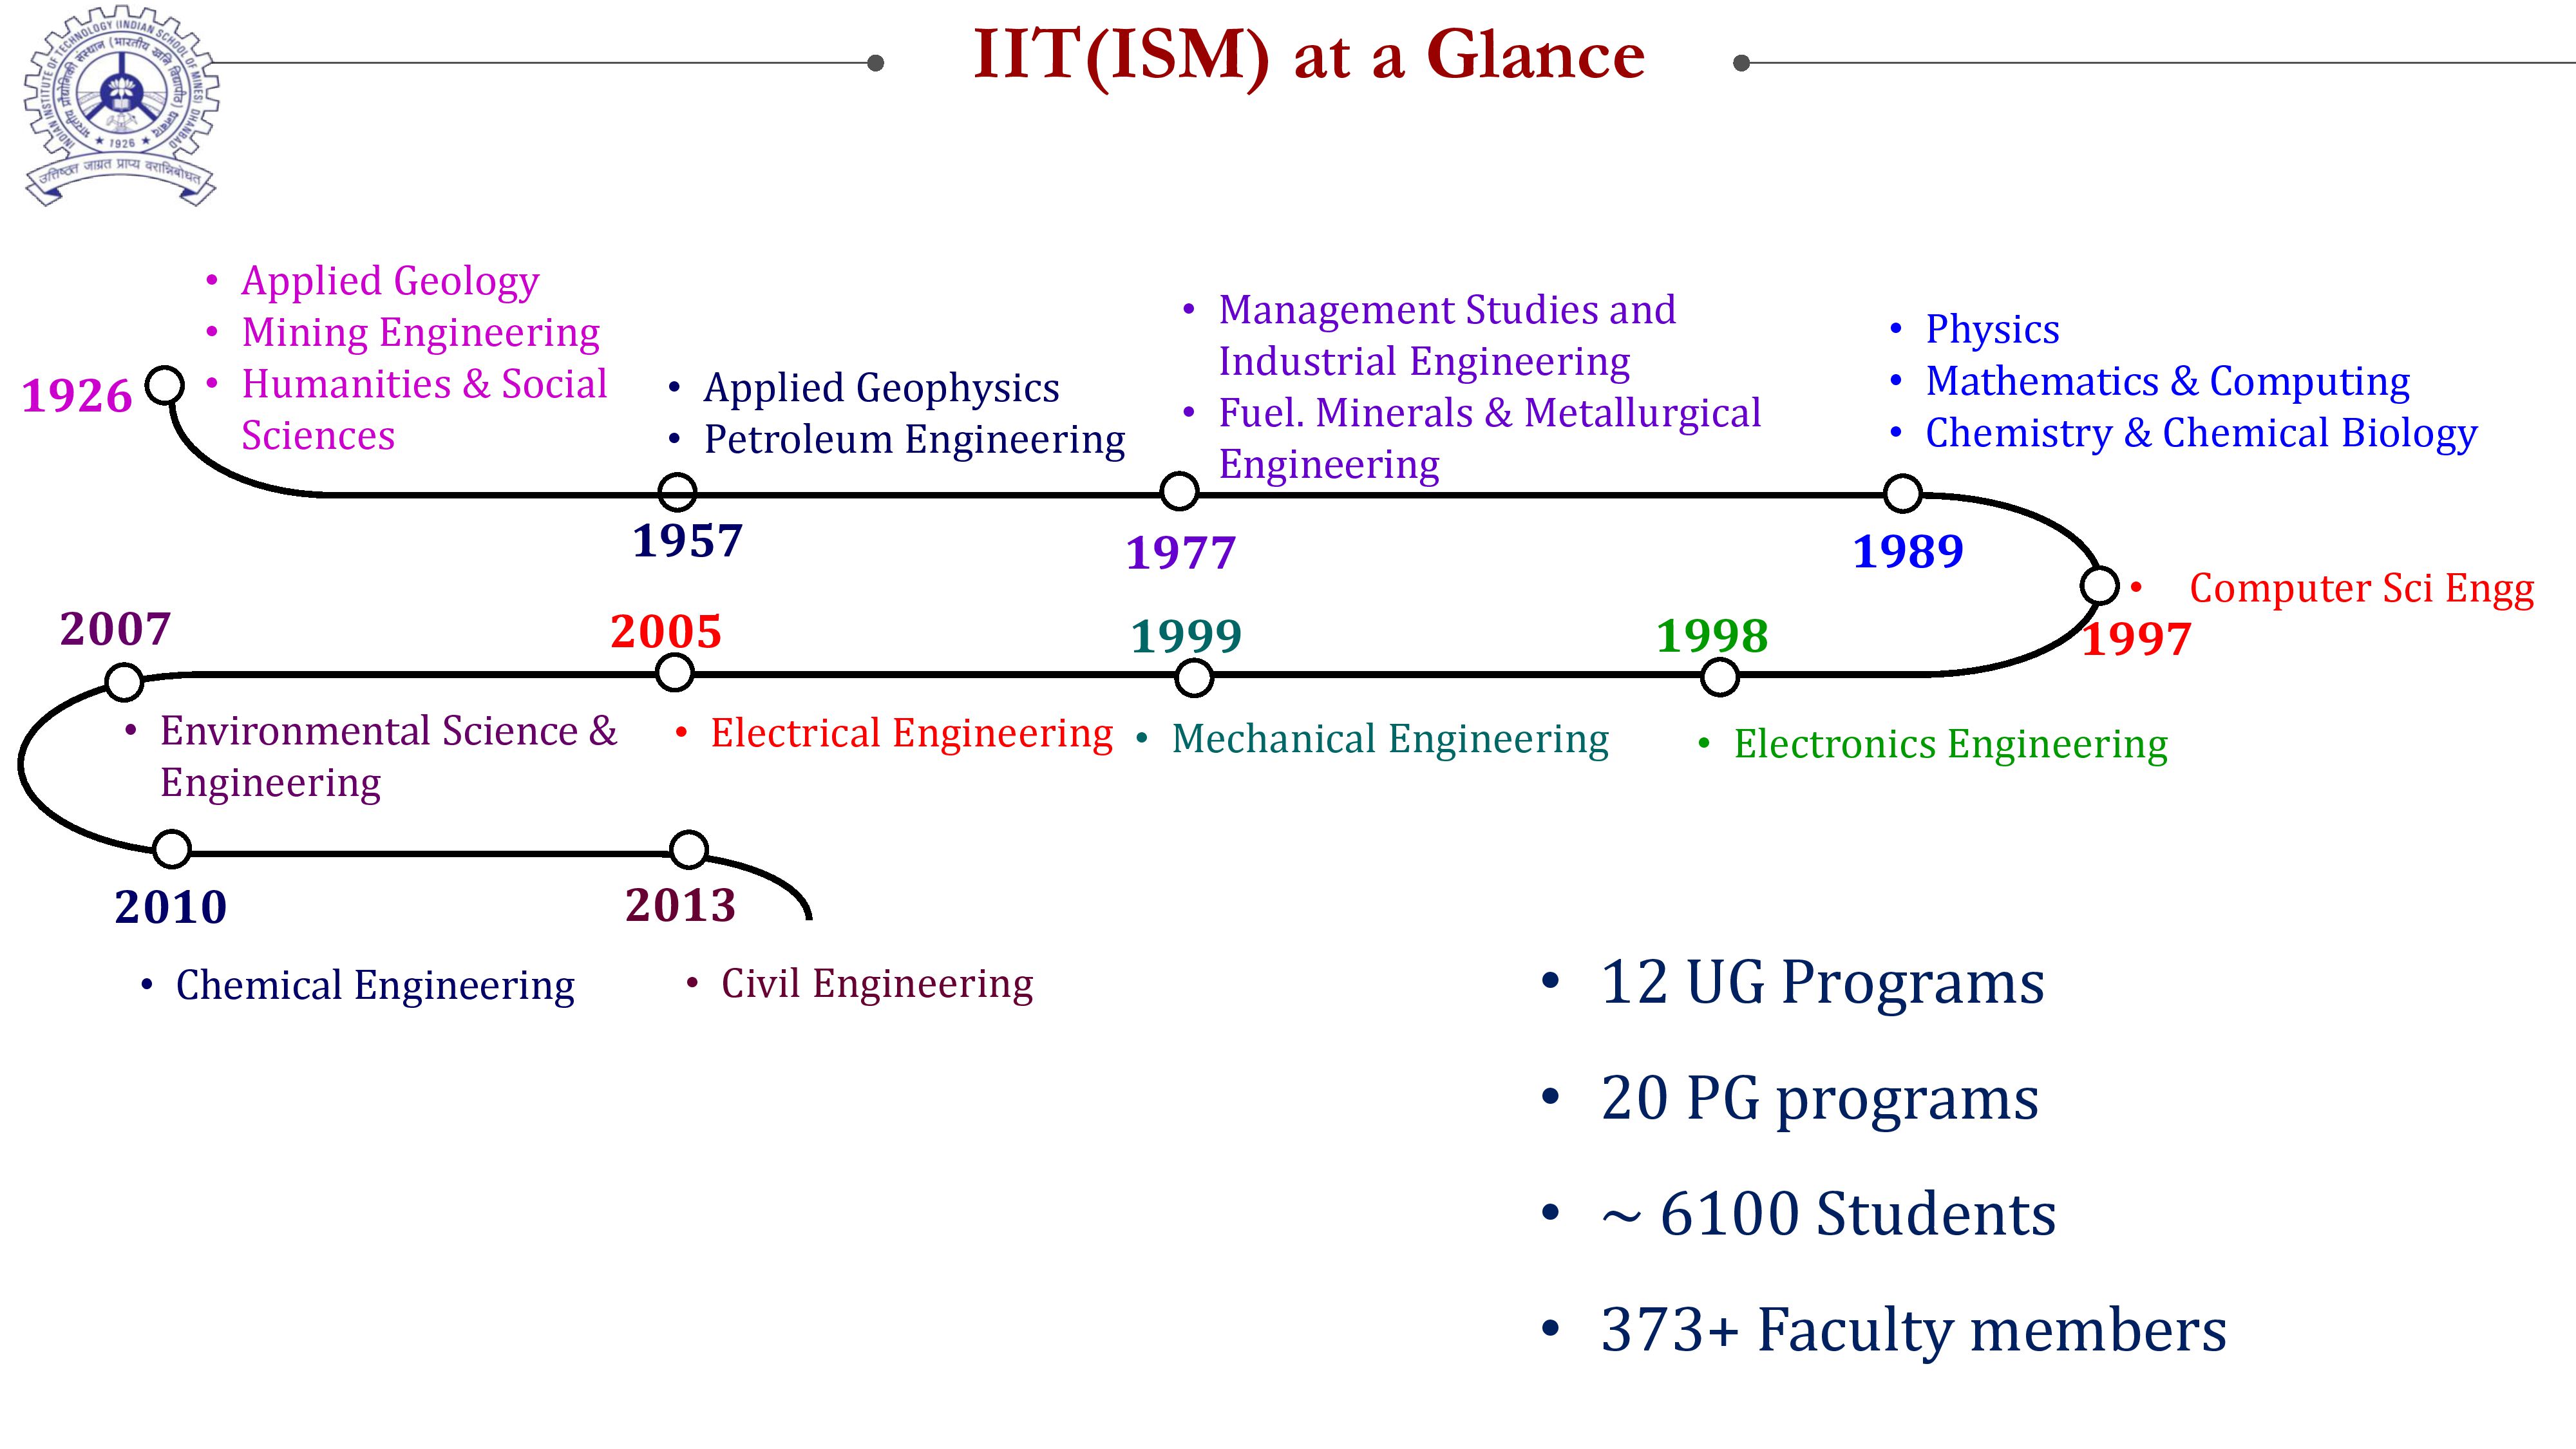 INDIAN INSTITUTE OF TECHNOLOGY (INDIAN SCHOOL OF MINES) DHANBAD
भारतीय प्रौद्योगिकी संस्थान (भारतीय खनि विद्यापीठ) धनबाद
★ 1926 ★
उत्तिष्ठत जाग्रत प्राप्य वरान्निबोधत
IIT(ISM) at a Glance
1926
• Applied Geology
• Mining Engineering
• Humanities & Social
Sciences
• Applied Geophysics
• Petroleum Engineering
1957
• Management Studies and
Industrial Engineering
• Fuel. Minerals & Metallurgical
Engineering
1977
• Physics
• Mathematics & Computing
• Chemistry & Chemical Biology
1989
• Computer Sci Engg
1997
1998
• Electronics Engineering
1999
• Mechanical Engineering
2005
• Electrical Engineering
2007
• Environmental Science &
Engineering
2010
• Chemical Engineering
2013
• Civil Engineering
• 12 UG Programs
• 20 PG programs
• ~ 6100 Students
• 373+ Faculty members